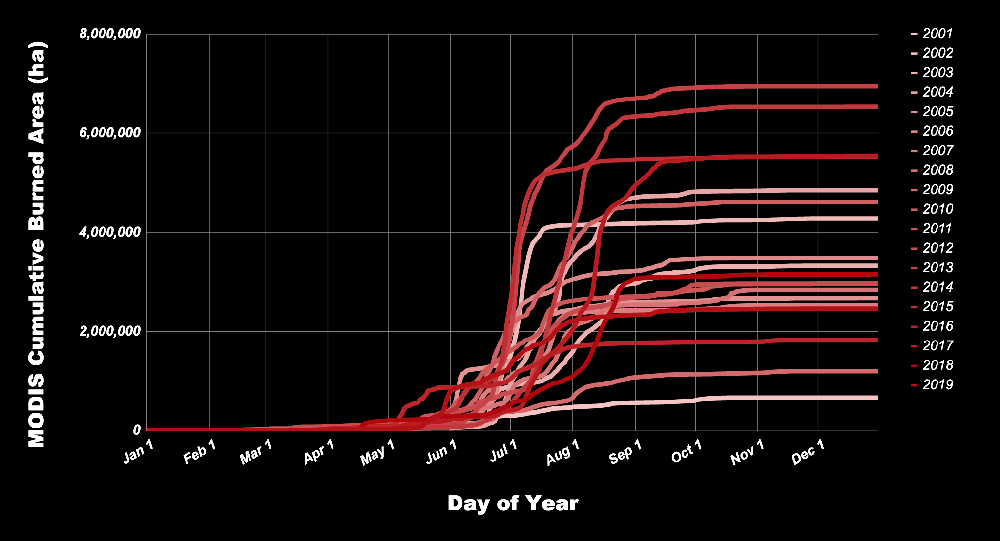 MODIS Cumulative Burned Area (ha)
8,000,000
6,000,000
4,000,000
2,000,000
0
Jan 1
Feb 1
Mar 1
Apr 1
May 1
Jun 1
Jul 1
Aug 1
Sep 1
Oct 1
Nov 1
Dec 1
Day of Year
2001
2002
2003
2004
2005
2006
2007
2008
2009
2010
2011
2012
2013
2014
2015
2016
2017
2018
2019